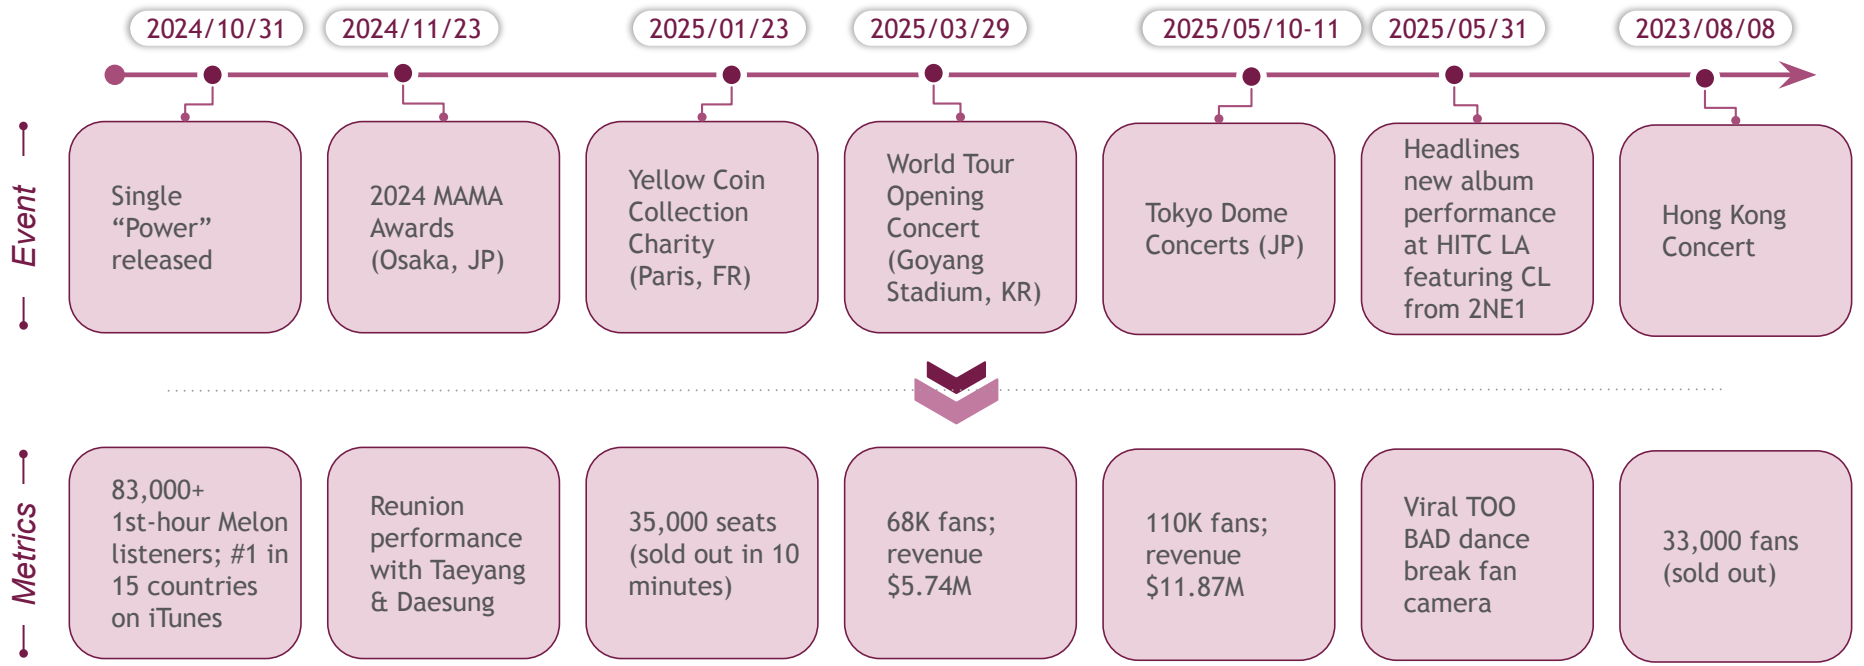 2024/10/31
2024/11/23
2025/01/23
2025/03/29
2025/05/10-11
2025/05/31
2023/08/08
Event
Single
“Power”
released
2024 MAMA
Awards
(Osaka, JP)
Yellow Coin
Collection
Charity
(Paris, FR)
World Tour
Opening
Concert
(Goyang
Stadium, KR)
Tokyo Dome
Concerts (JP)
Headlines
new album
performance
at HITC LA
featuring CL
from 2NE1
Hong Kong
Concert
Metrics
83,000+
1st-hour Melon
listeners; #1 in
15 countries
on iTunes
Reunion
performance
with Taeyang
& Daesung
35,000 seats
(sold out in 10
minutes)
68K fans;
revenue
$5.74M
110K fans;
revenue
$11.87M
Viral TOO
BAD dance
break fan
camera
33,000 fans
(sold out)